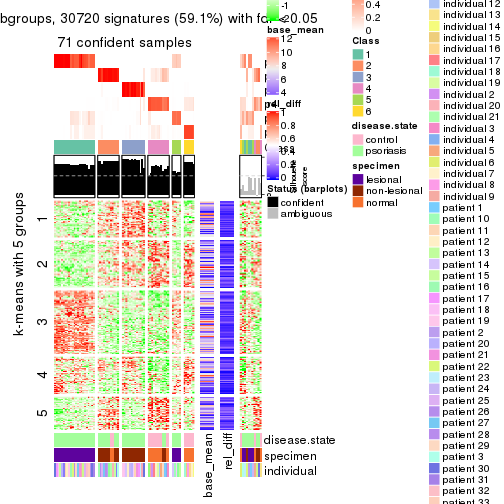 bgroups, 30720 signatures (59.1%) with fdr < 0.05
71 confident samples
1
2
3
4
5
k-means with 5 groups
base_mean
rel_diff
disease.state
specimen
individual
-1
-2
base_mean
12
10
8
6
4
rel_diff
1
0.8
0.6
0.4
0.2
0
Silhouette
score
Status (barplots)
confident
ambiguous
0.4
0.2
0
Class
1
2
3
4
5
6
disease.state
control
psoriasis
specimen
lesional
non-lesional
normal
individual 12
individual 13
individual 14
individual 15
individual 16
individual 17
individual 18
individual 19
individual 2
individual 20
individual 21
individual 3
individual 4
individual 5
individual 6
individual 7
individual 8
individual 9
patient 1
patient 10
patient 11
patient 12
patient 13
patient 14
patient 15
patient 16
patient 17
patient 18
patient 19
patient 2
patient 20
patient 21
patient 22
patient 23
patient 24
patient 25
patient 26
patient 27
patient 28
patient 29
patient 3
patient 30
patient 31
patient 32
patient 33